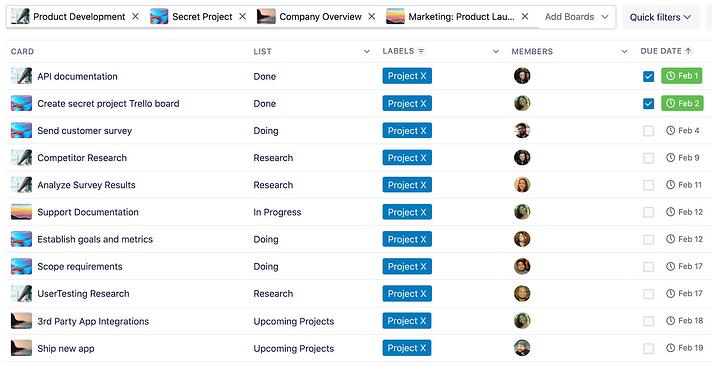 Product Development Secret Project Company Overview Marketing: Product Lau... Add Boards Quick filters
CARD LIST LABELS MEMBERS DUE DATE
API documentation Done Project X Feb 1
Create secret project Trello board Done Project X Feb 2
Send customer survey Doing Project X Feb 4
Competitor Research Research Project X Feb 9
Analyze Survey Results Research Project X Feb 11
Support Documentation In Progress Project X Feb 12
Establish goals and metrics Doing Project X Feb 12
Scope requirements Doing Project X Feb 17
UserTesting Research Research Project X Feb 17
3rd Party App Integrations Upcoming Projects Project X Feb 18
Ship new app Upcoming Projects Project X Feb 19